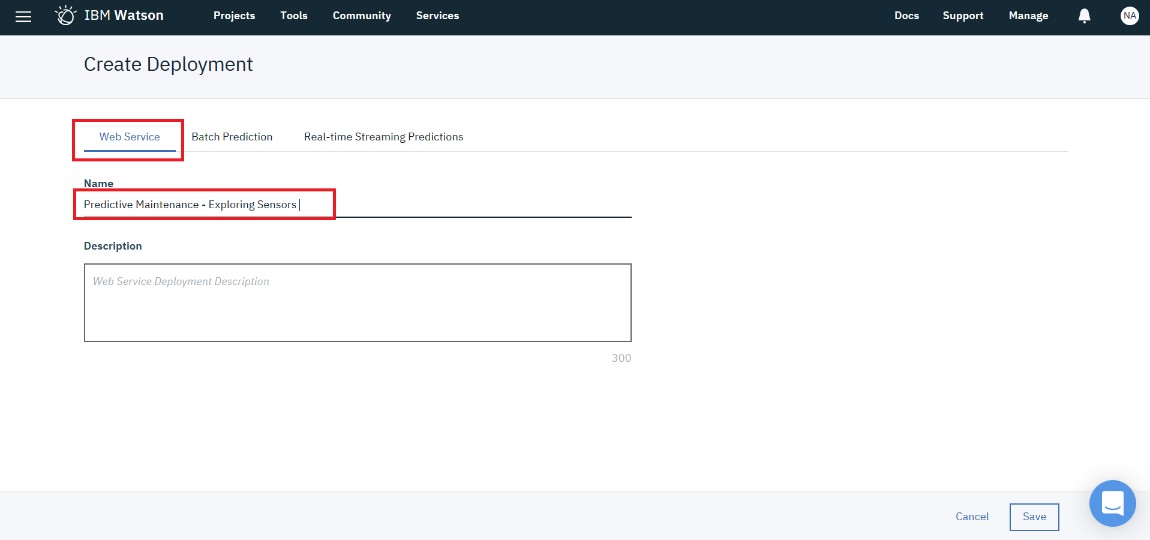 IBM Watson Projects Tools Community Services Docs Support Manage NA
Create Deployment
Web Service Batch Prediction Real-time Streaming Predictions
Name
Predictive Maintenance - Exploring Sensors
Description
Web Service Deployment Description
300
Cancel Save